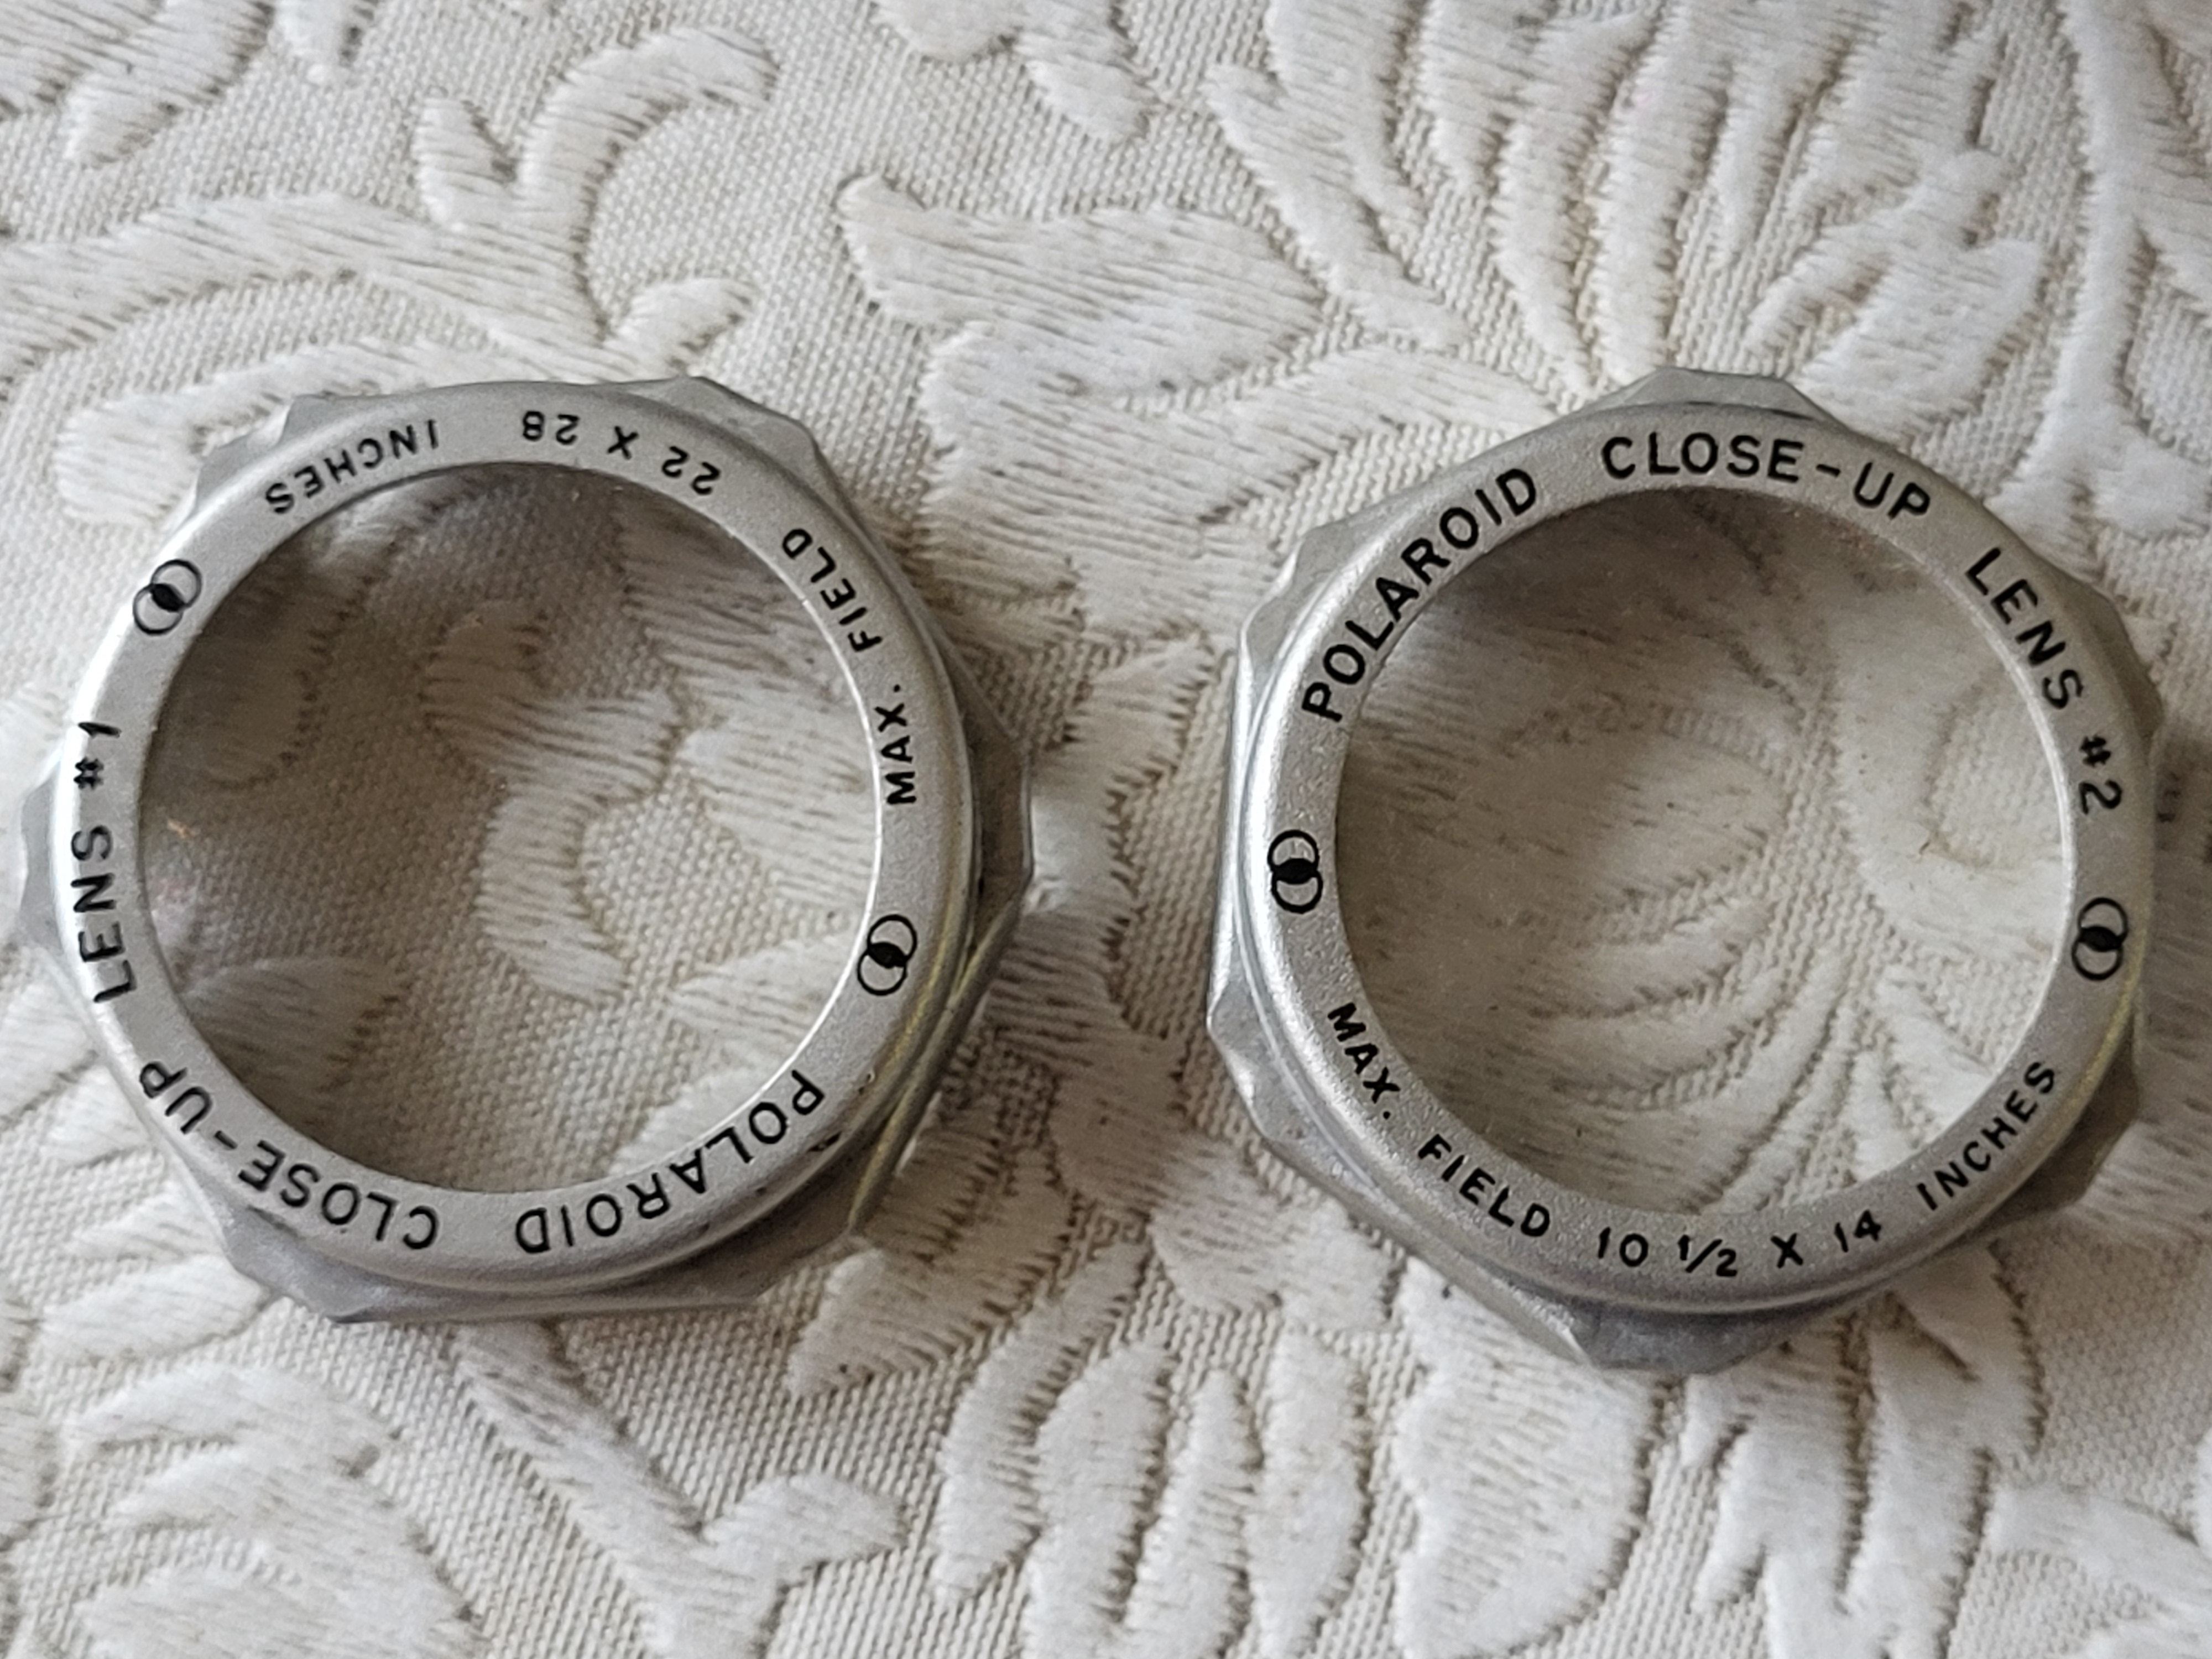 POLAROID CLOSE-UP LENS #1
MAX. FIELD 22 X 28 INCHES
POLAROID CLOSE-UP LENS #2
MAX. FIELD 10 1/2 X 14 INCHES